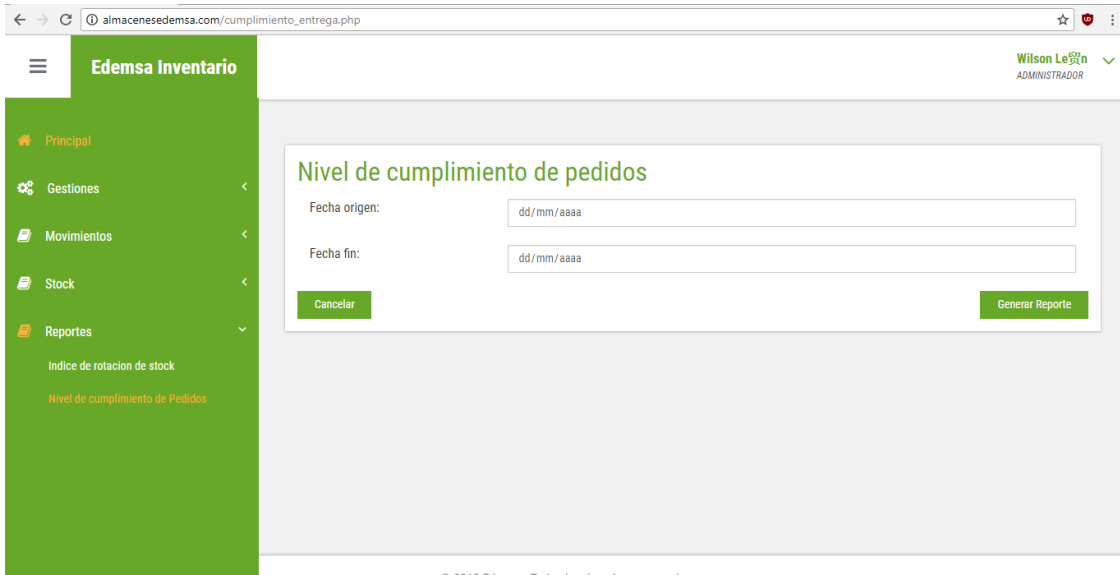 almacenesedemsa.com/cumplimiento_entrega.php
Edemsa Inventario
Wilson Le贸n
ADMINISTRADOR
Principal
Gestiones
Movimientos
Stock
Reportes
Indice de rotacion de stock
Nivel de cumplimiento de Pedidos
Nivel de cumplimiento de pedidos
Fecha origen:
dd/mm/aaaa
Fecha fin:
dd/mm/aaaa
Cancelar
Generar Reporte